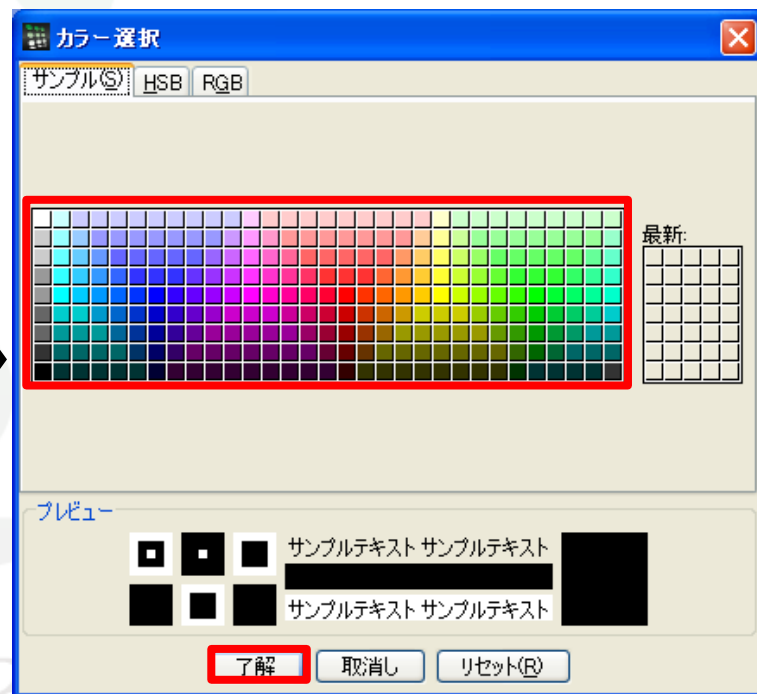 カラー選択
サンプル(S) HSB RGB
最新:
プレビュー
サンプルテキスト サンプルテキスト
サンプルテキスト サンプルテキスト
了解 取消し リセット(R)